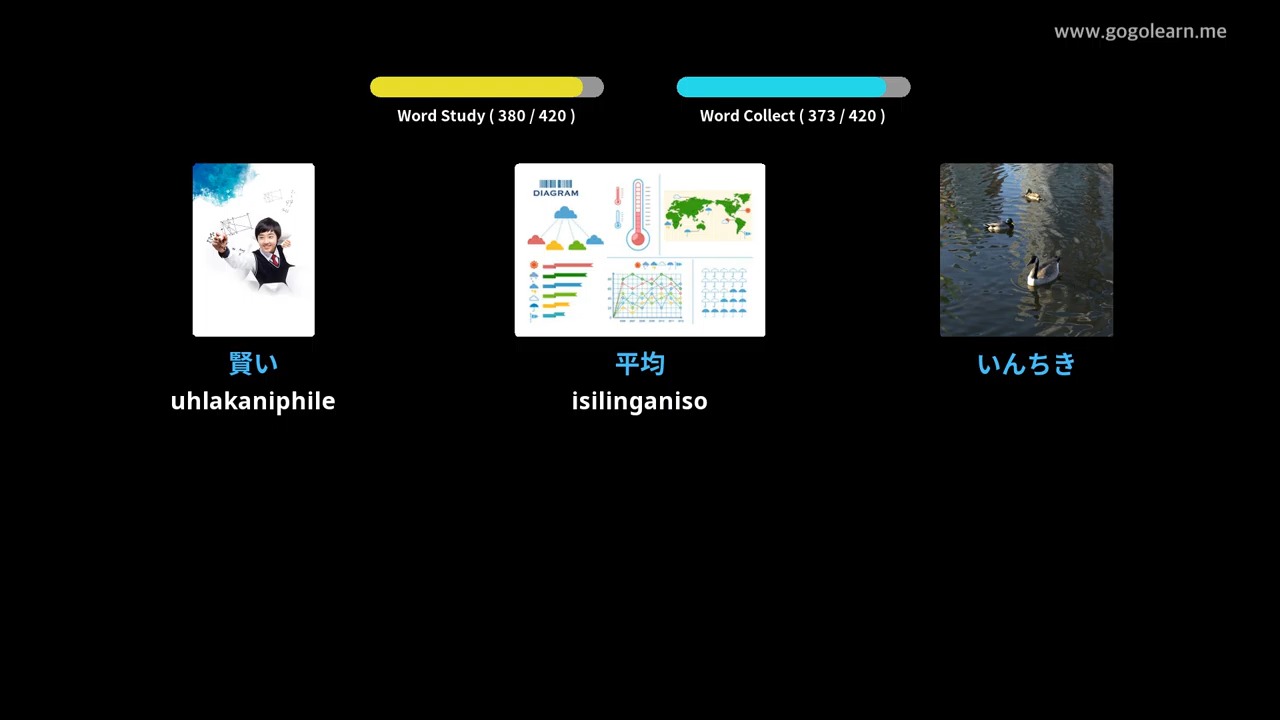 www.gogolearn.me
Word Study ( 380 / 420 )
Word Collect ( 373 / 420 )
DIAGRAM
賢い
平均
いんちき
uhlakaniphile
isilinganiso